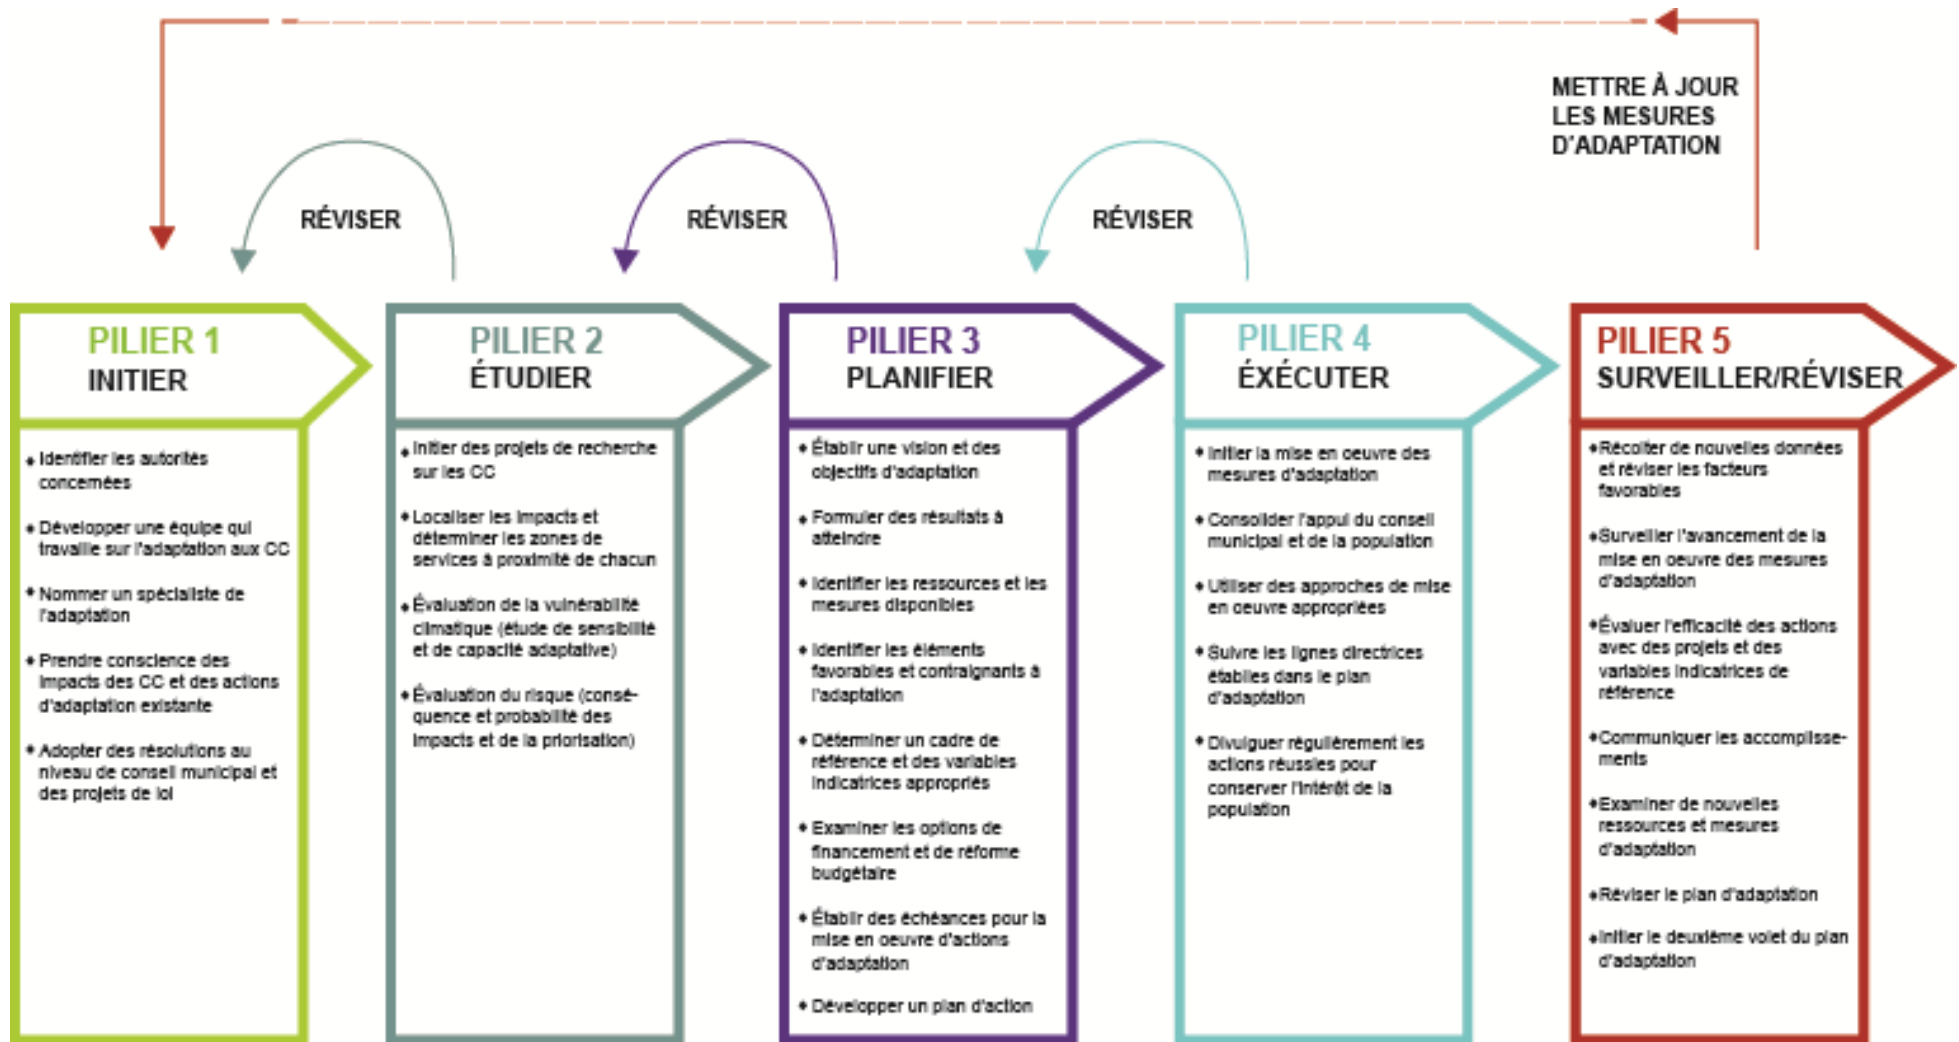 METTRE À JOUR
LES MESURES
D'ADAPTATION
RÉVISER
RÉVISER
RÉVISER
PILIER 1
INITIER
Identifier les autorités
concernées
Développer une équipe qui
travaille sur l'adaptation aux CC
Nommer un spécialiste de
l'adaptation
Prendre conscience des
impacts des CC et des actions
d'adaptation existante
Adopter des résolutions au
niveau de conseil municipal et
des projets de loi
PILIER 2
ÉTUDIER
Initier des projets de recherche
sur les CC
Localiser les impacts et
déterminer les zones de
services à proximité de chacun
Évaluation de la vulnérabilité
climatique (étude de sensibilité
et de capacité adaptative)
Évaluation du risque (consé-
quence et probabilité des
impacts et de la priorisation)
PILIER 3
PLANIFIER
Établir une vision et des
objectifs d'adaptation
Formuler des résultats à
atteindre
Identifier les ressources et les
mesures disponibles
Identifier les éléments
favorables et contraignants à
l'adaptation
Déterminer un cadre de
référence et des variables
indicatrices appropriés
Examiner les options de
financement et de réforme
budgétaire
Établir des échéances pour la
mise en oeuvre d'actions
d'adaptation
Développer un plan d'action
PILIER 4
ÉXÉCUTER
Initier la mise en oeuvre des
mesures d'adaptation
Consolider l'appui du conseil
municipal et de la population
Utiliser des approches de mise
en oeuvre appropriées
Suivre les lignes directrices
établies dans le plan
d'adaptation
Divulguer régulièrement les
actions réussies pour
conserver l'intérêt de la
population
PILIER 5
SURVEILLER/RÉVISER
Récolter de nouvelles données
et réviser les facteurs
favorables
Surveiller l'avancement de la
mise en oeuvre des mesures
d'adaptation
Évaluer l'efficacité des actions
avec des projets et des
variables indicatrices de
référence
Communiquer les accomplisse-
ments
Examiner de nouvelles
ressources et mesures
d'adaptation
Réviser le plan d'adaptation
Initier le deuxième volet du plan
d'adaptation